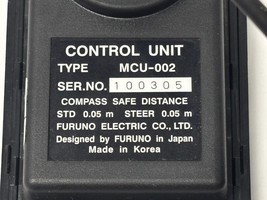 CONTROL UNIT
TYPE MCU-002
SER.NO. 100305
COMPASS SAFE DISTANCE
STD 0.05 m STEER 0.05 m
FURUNO ELECTRIC CO., LTD.
Designed by FURUNO in Japan
Made in Korea